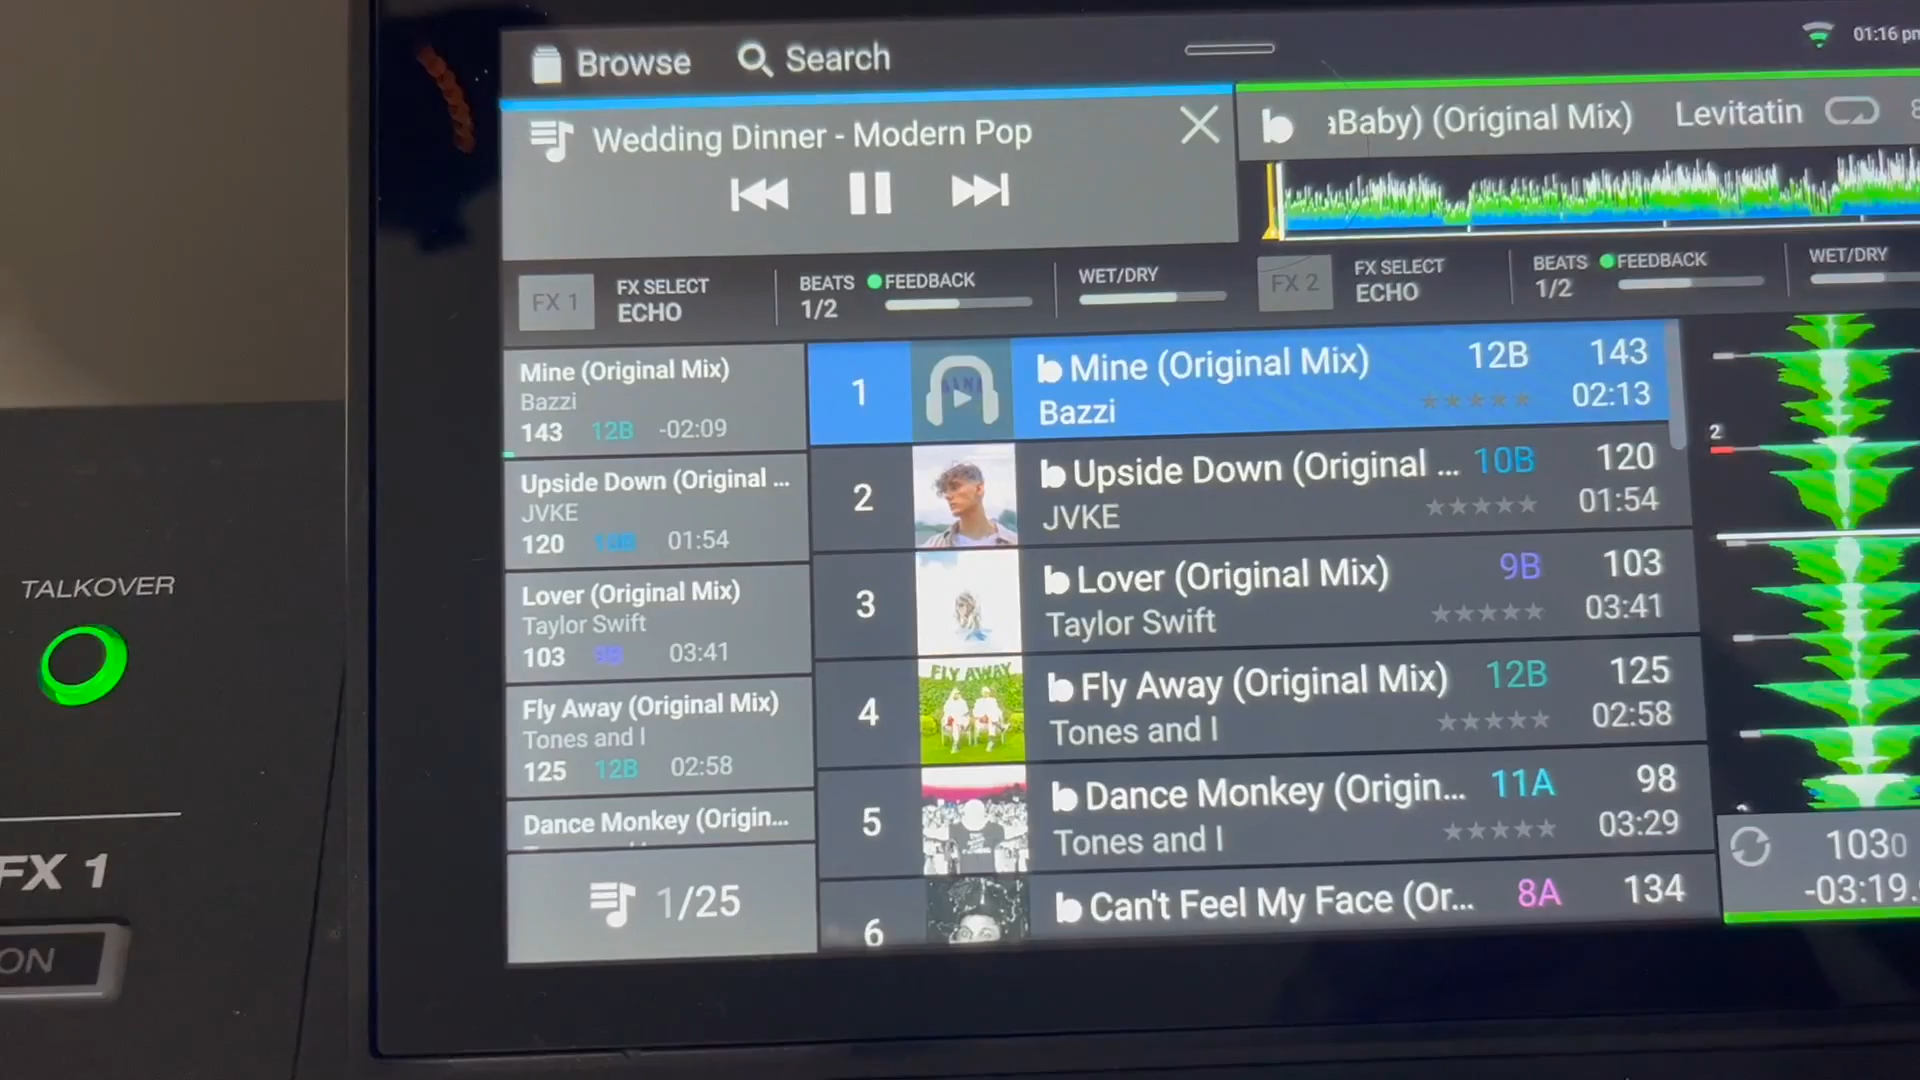 Browse
Search
01:16 pm
Wedding Dinner - Modern Pop
aBaby) (Original Mix)
Levitatin
8
FX 1
FX SELECT
ECHO
BEATS
1/2
FEEDBACK
WET/DRY
FX 2
FX SELECT
ECHO
BEATS
1/2
FEEDBACK
WET/DRY
Mine (Original Mix)
Bazzi
143 12B -02:09
Upside Down (Original ...
JVKE
120 10B 01:54
Lover (Original Mix)
Taylor Swift
103 9B 03:41
Fly Away (Original Mix)
Tones and I
125 12B 02:58
Dance Monkey (Origin...
1/25
1 Mine (Original Mix) 12B 143
Bazzi 02:13
2 Upside Down (Original ... 10B 120
JVKE 01:54
3 Lover (Original Mix) 9B 103
Taylor Swift 03:41
FLY AWAY
4 Fly Away (Original Mix) 12B 125
Tones and I 02:58
5 Dance Monkey (Origin... 11A 98
Tones and I 03:29
6 Can't Feel My Face (Or... 8A 134
2
1030
-03:19.
TALKOVER
FX 1
ON